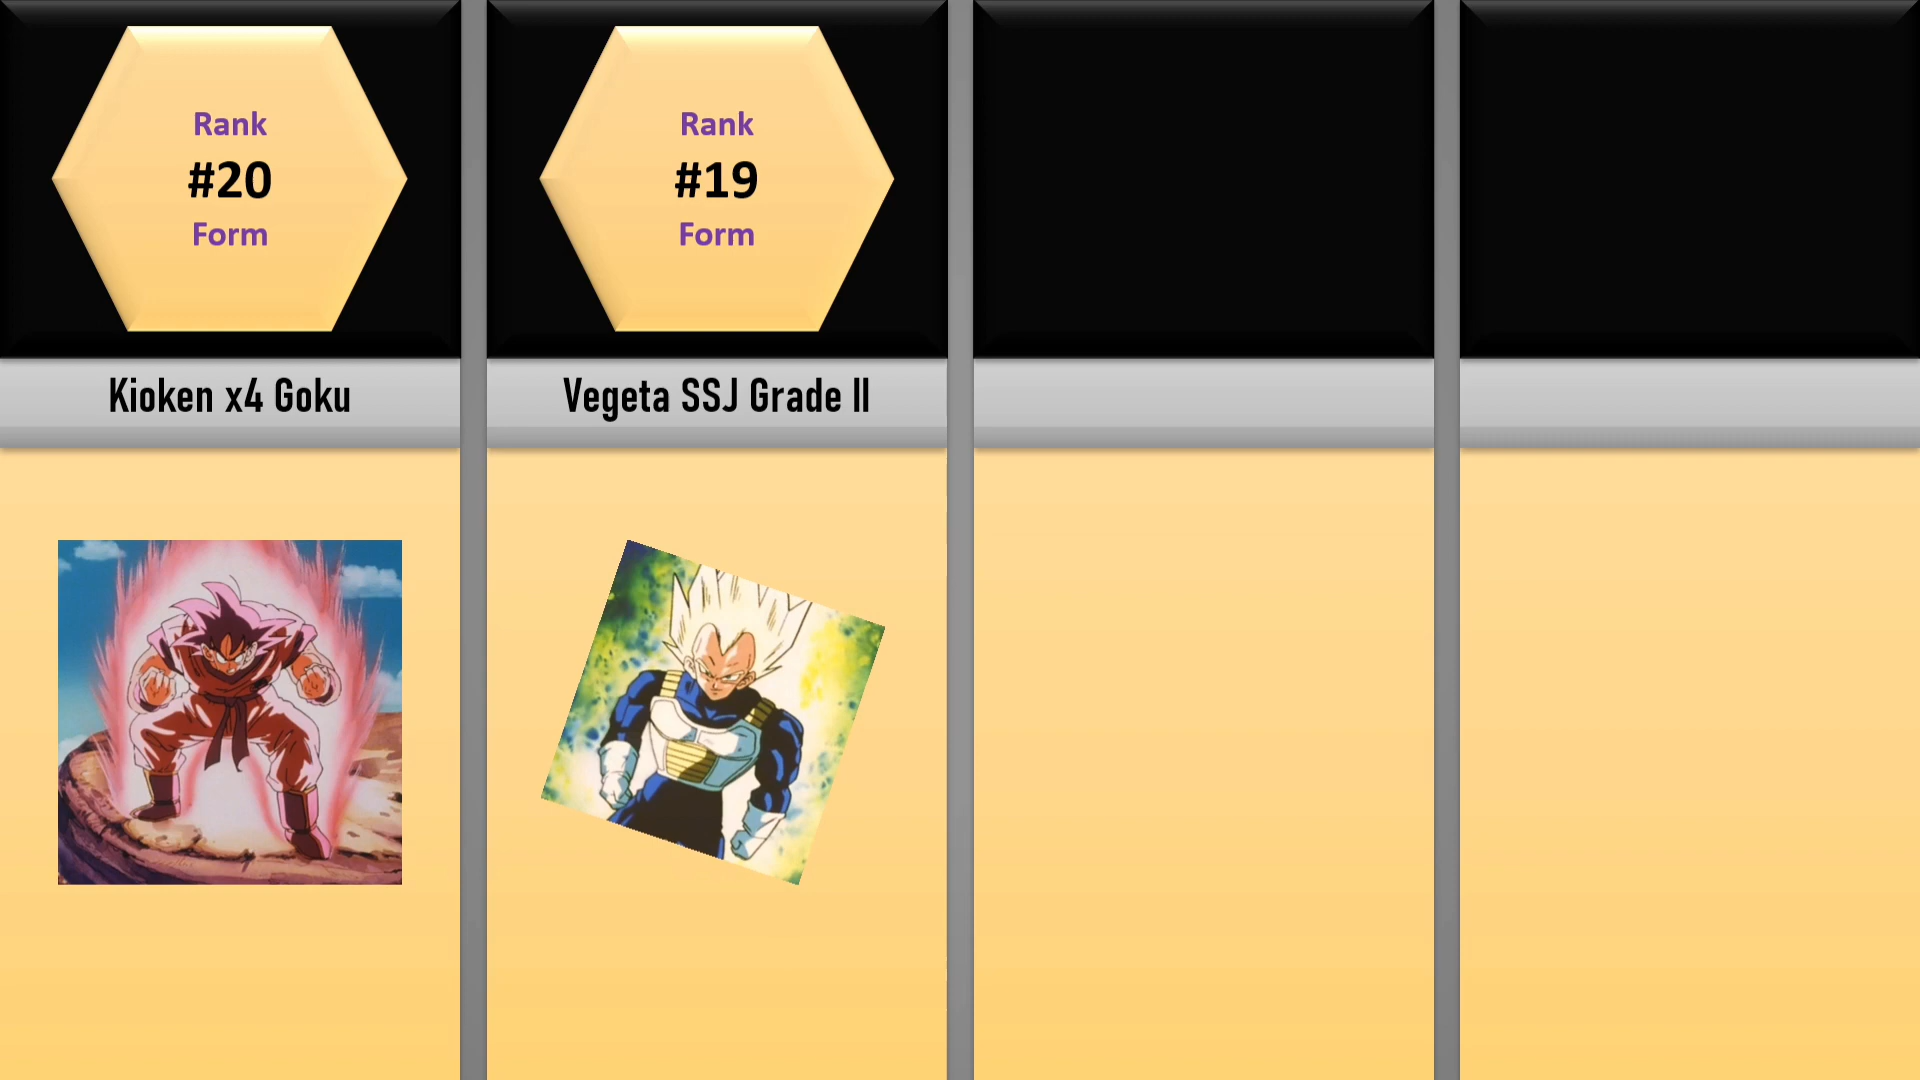 Rank
#20
Form
Kioken x4 Goku
Rank
#19
Form
Vegeta SSJ Grade II